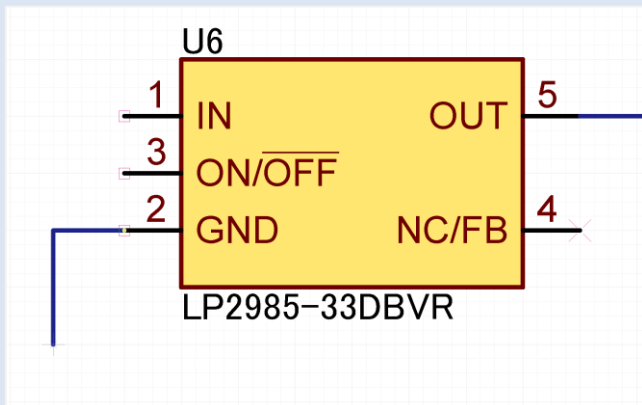 U6
1 IN OUT 5
3 ON/OFF
2 GND NC/FB 4
LP2985-33DBVR